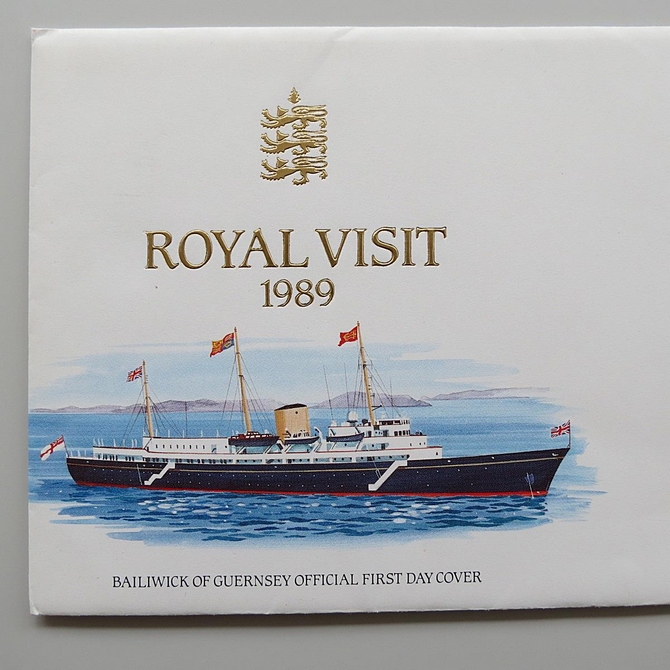 ROYAL VISIT
1989
BAILIWICK OF GUERNSEY OFFICIAL FIRST DAY COVER